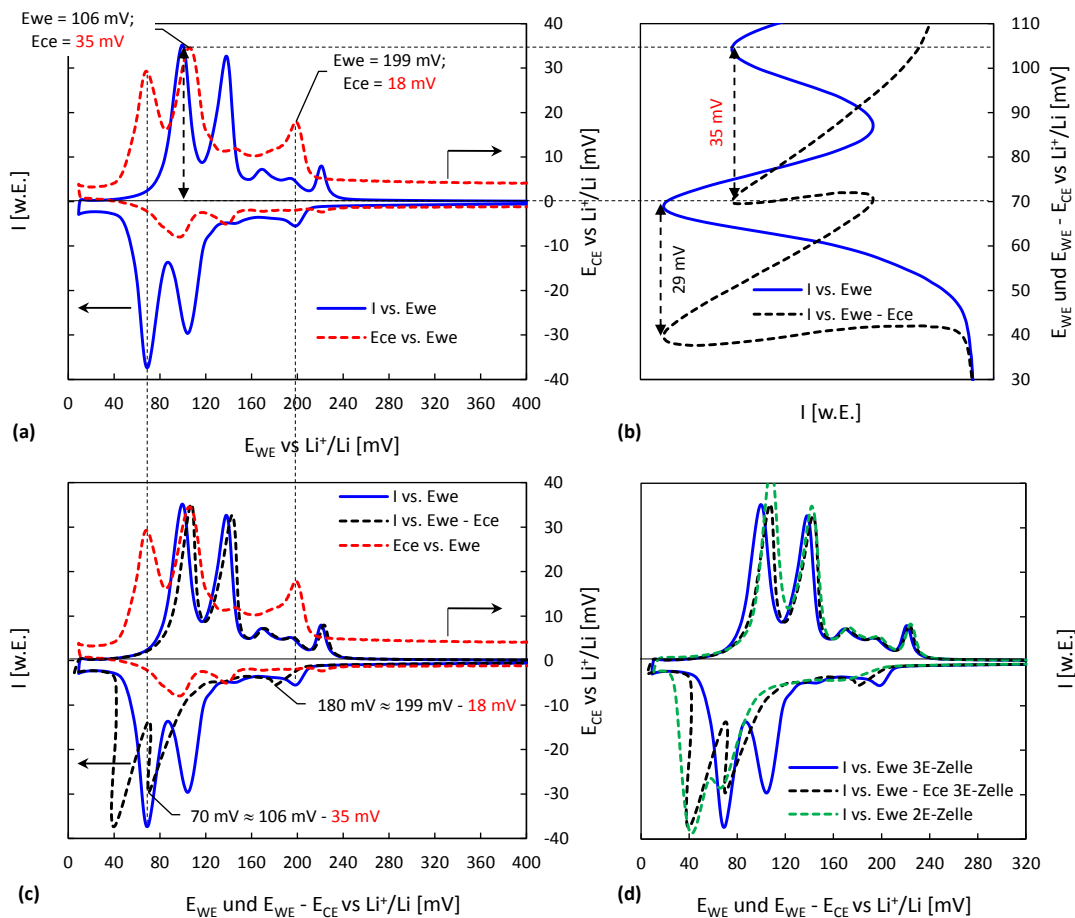 Ewe = 106 mV;
Ece = 35 mV
Ewe = 199 mV;
Ece = 18 mV
I [w.E.]
40
30
20
10
0
-10
-20
-30
-40
E_CE vs Li⁺/Li [mV]
I vs. Ewe
Ece vs. Ewe
0 40 80 120 160 200 240 280 320 360 400
(a)
E_WE vs Li⁺/Li [mV]
35 mV
29 mV
110
100
90
80
70
60
50
40
30
E_WE und E_WE - E_CE vs Li⁺/Li [mV]
I vs. Ewe
I vs. Ewe - Ece
(b)
I [w.E.]
I vs. Ewe
I vs. Ewe - Ece
Ece vs. Ewe
I [w.E.]
40
30
20
10
0
-10
-20
-30
-40
E_CE vs Li⁺/Li [mV]
180 mV ≈ 199 mV - 18 mV
70 mV ≈ 106 mV - 35 mV
0 40 80 120 160 200 240 280 320 360 400
(c)
E_WE und E_WE - E_CE vs Li⁺/Li [mV]
I [w.E.]
I vs. Ewe 3E-Zelle
I vs. Ewe - Ece 3E-Zelle
I vs. Ewe 2E-Zelle
0 40 80 120 160 200 240 280 320
(d)
E_WE und E_WE - E_CE vs Li⁺/Li [mV]